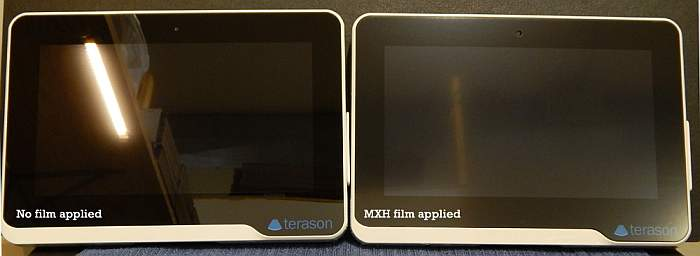 No film applied
terason
MXH film applied
terason